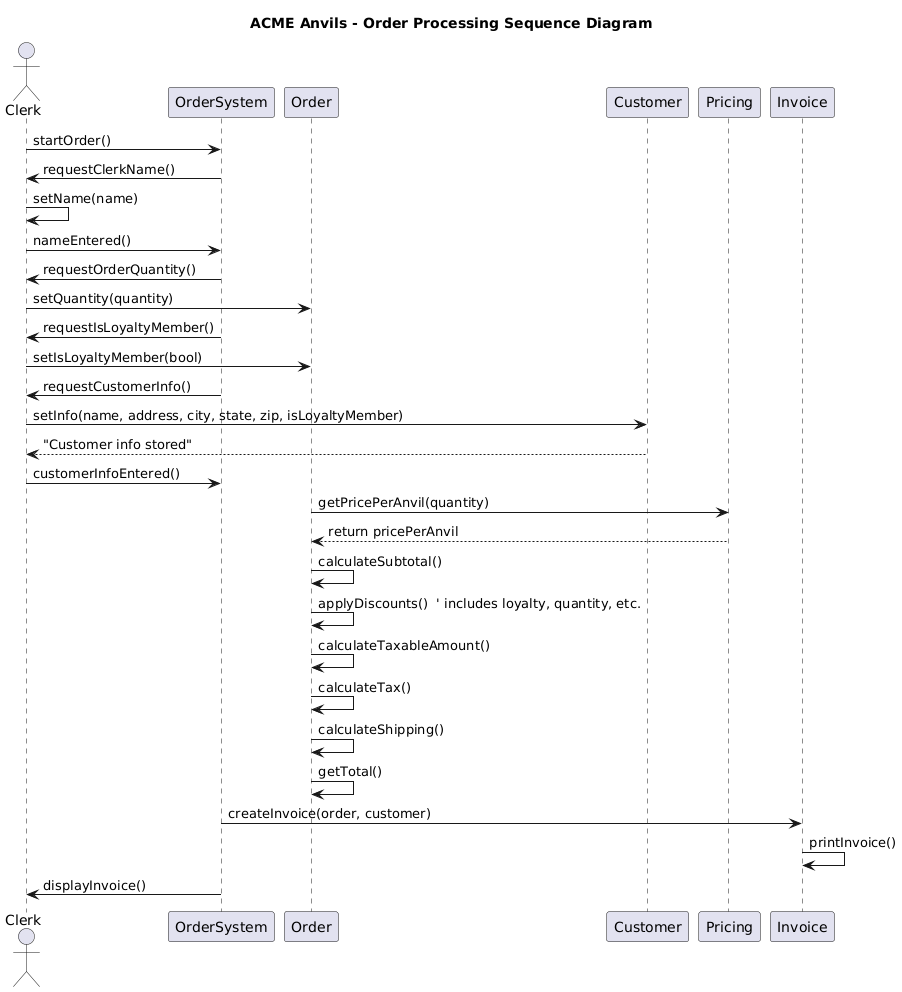 ACME Anvils - Order Processing Sequence Diagram
Clerk
OrderSystem
Order
Customer
Pricing
Invoice
startOrder()
requestClerkName()
setName(name)
nameEntered()
requestOrderQuantity()
setQuantity(quantity)
requestIsLoyaltyMember()
setIsLoyaltyMember(bool)
requestCustomerInfo()
setInfo(name, address, city, state, zip, isLoyaltyMember)
"Customer info stored"
customerInfoEntered()
getPricePerAnvil(quantity)
return pricePerAnvil
calculateSubtotal()
applyDiscounts()  ' includes loyalty, quantity, etc.
calculateTaxableAmount()
calculateTax()
calculateShipping()
getTotal()
createInvoice(order, customer)
printInvoice()
displayInvoice()
Clerk
OrderSystem
Order
Customer
Pricing
Invoice